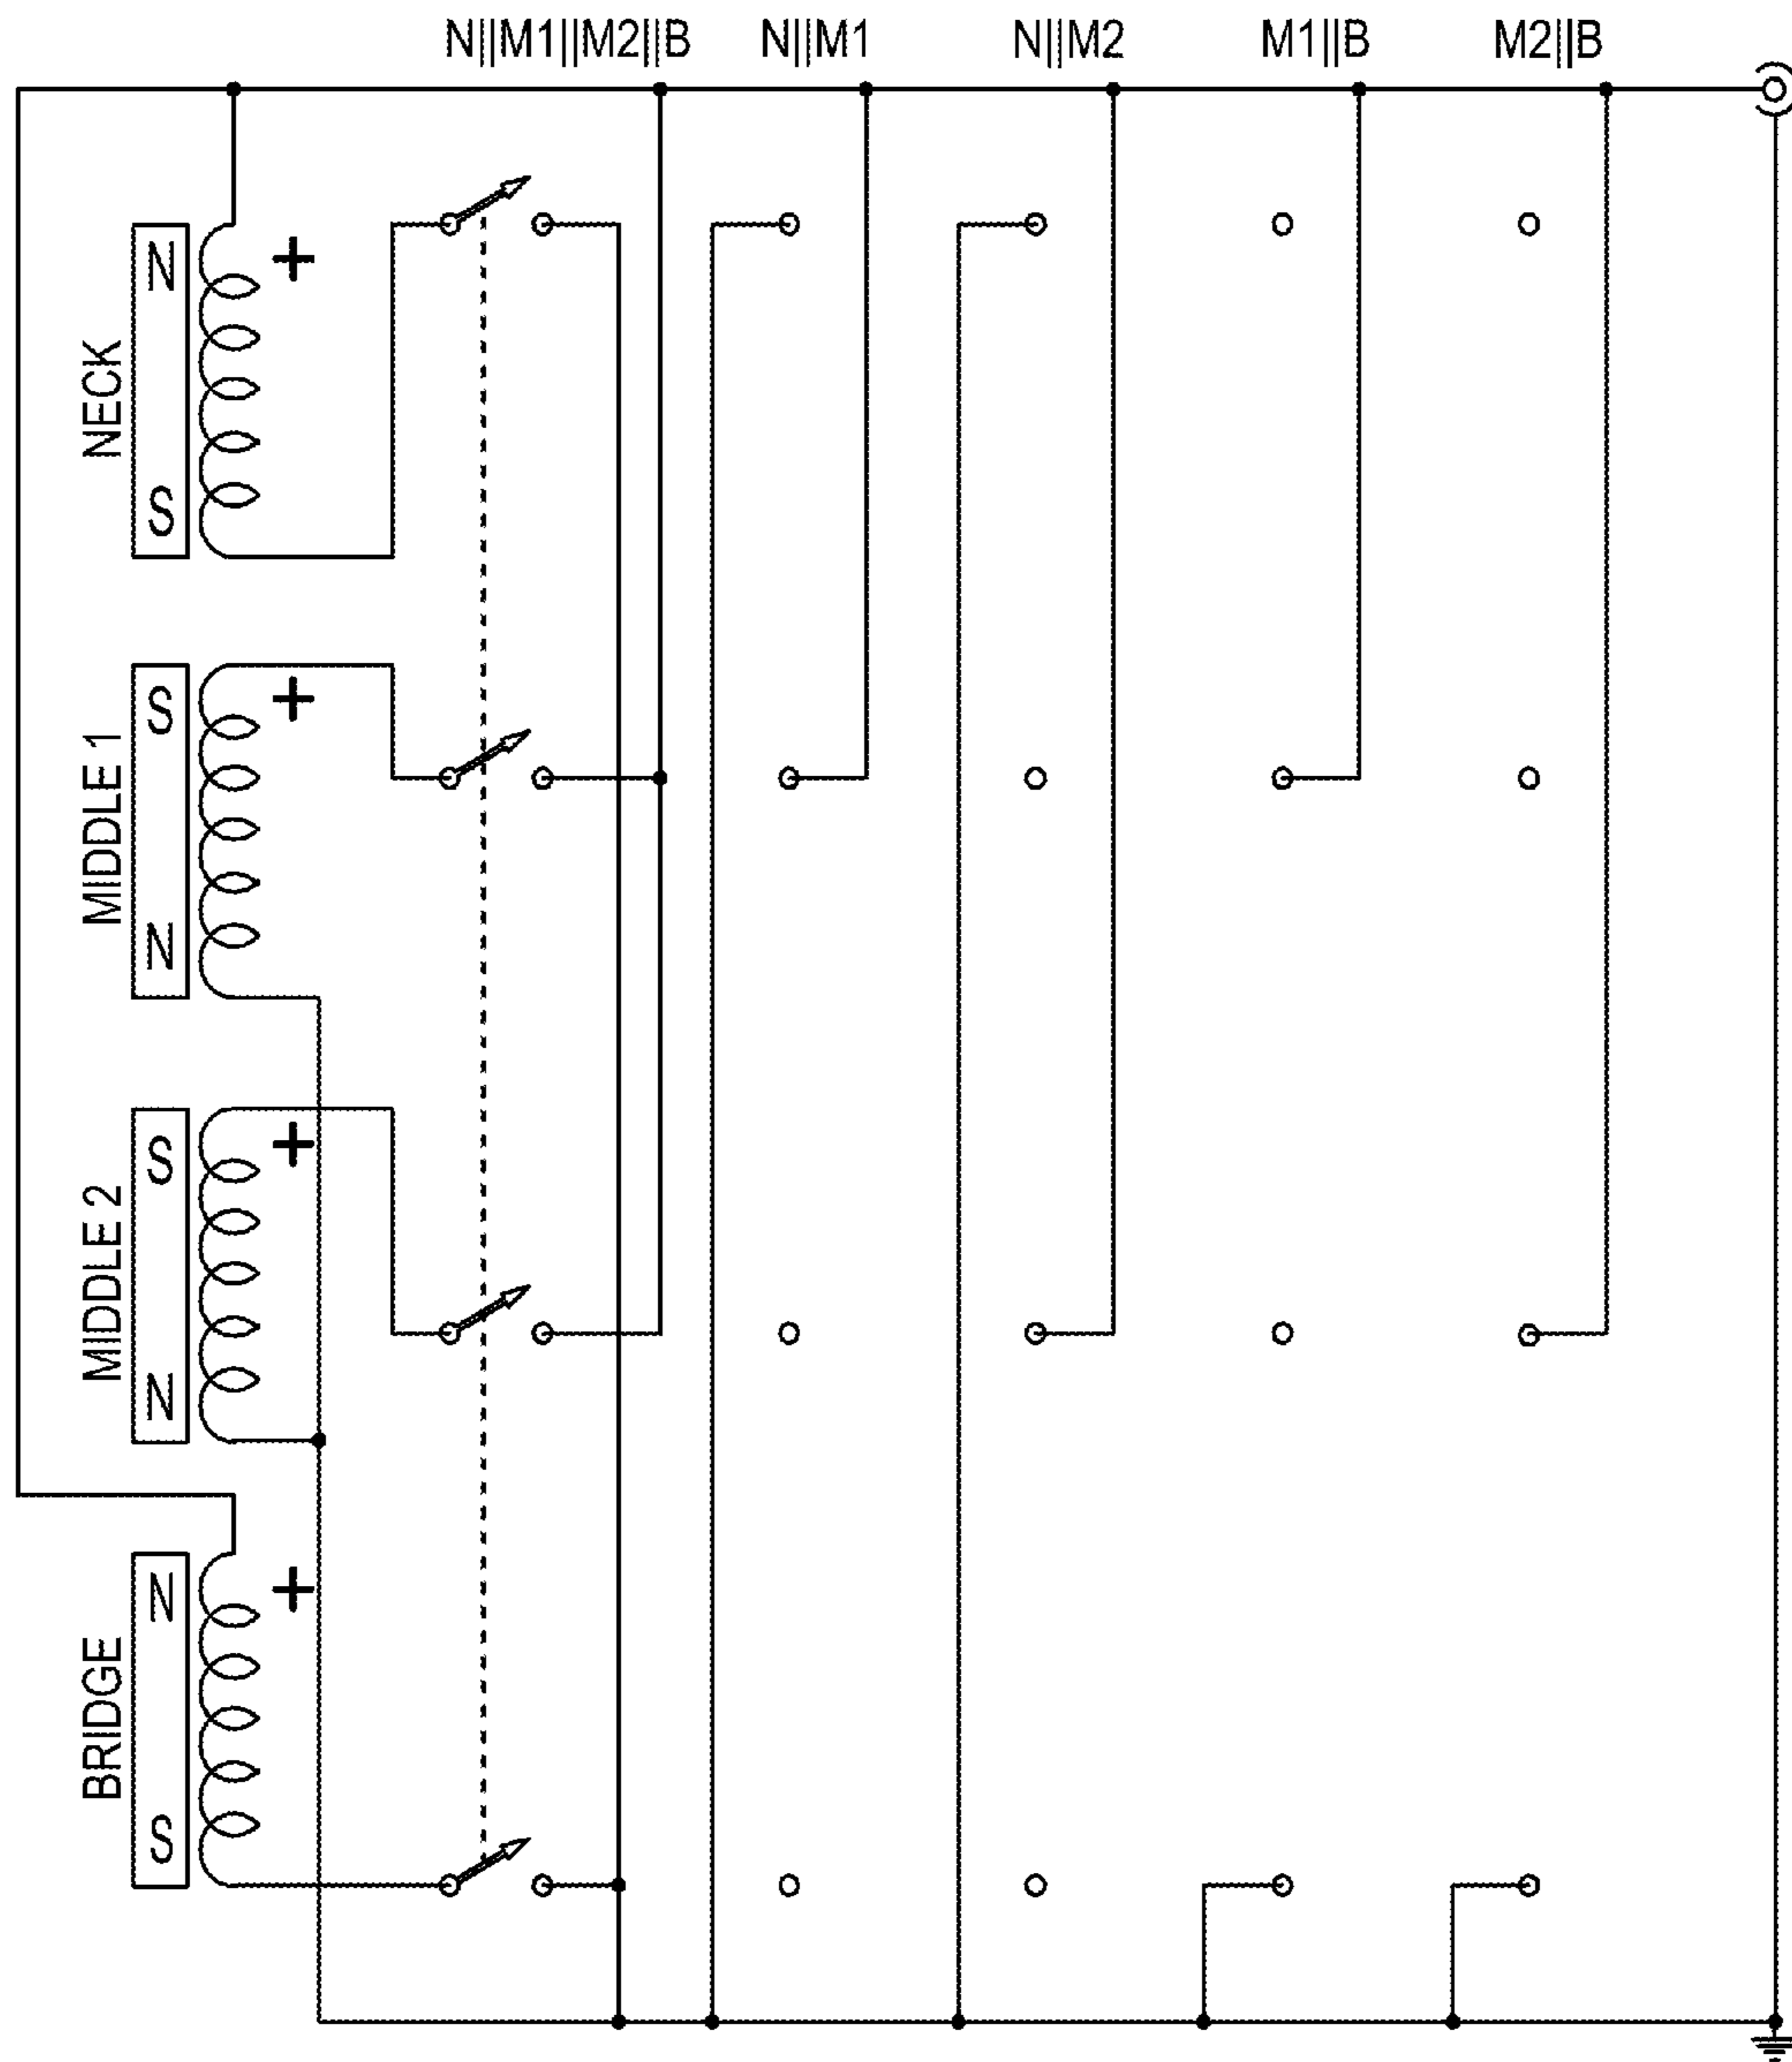 N||M1||M2||B N||M1 N||M2 M1||B M2||B
NECK
N
S
+
MIDDLE 1
S
N
+
MIDDLE 2
S
N
+
BRIDGE
N
S
+